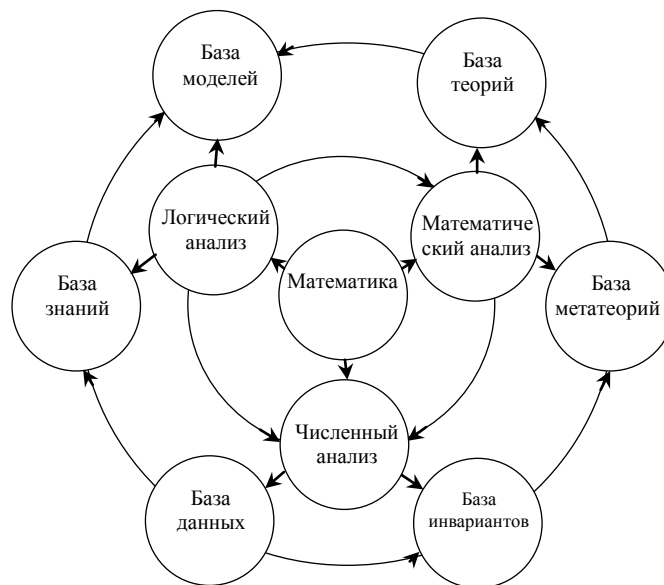 База
моделей
База
теорий
Логический
анализ
Математиче
ский анализ
Математика
База
знаний
База
метатеорий
Численный
анализ
База
данных
База
инвариантов